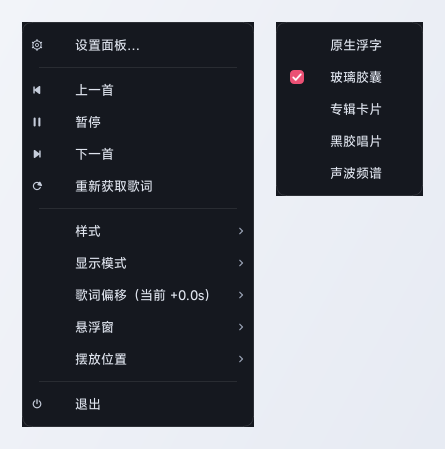 设置面板...
上一首
暂停
下一首
重新获取歌词
样式
显示模式
歌词偏移（当前 +0.0s）
悬浮窗
摆放位置
退出
原生浮字
玻璃胶囊
专辑卡片
黑胶唱片
声波频谱